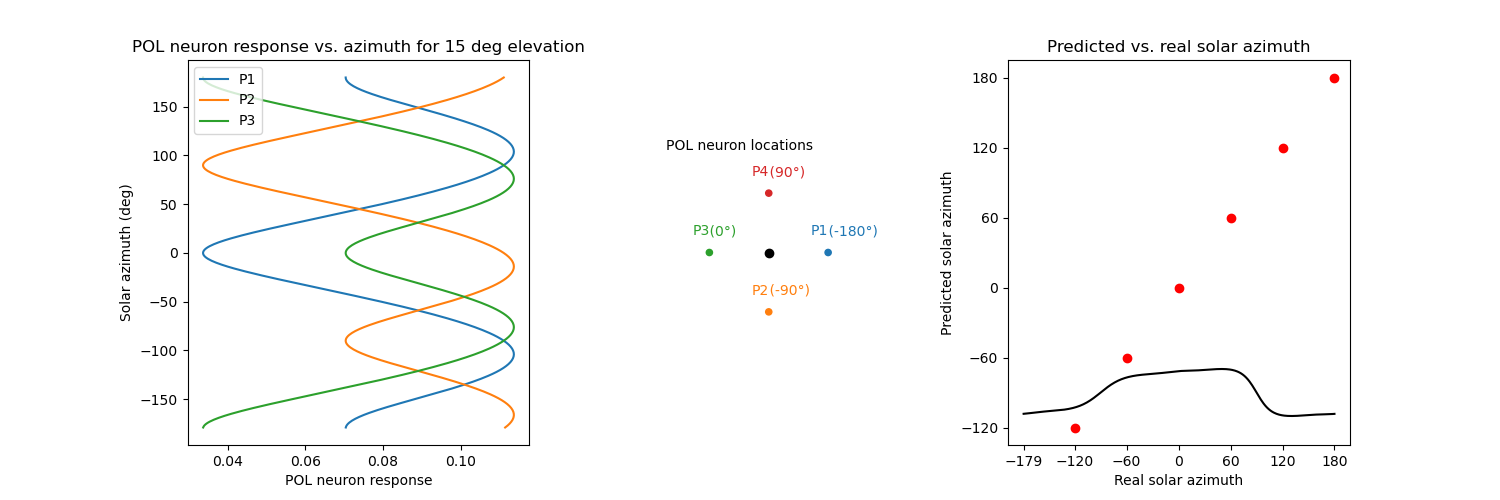 POL neuron response vs. azimuth for 15 deg elevation
P1
P2
P3
150
100
50
0
−50
−100
−150
Solar azimuth (deg)
0.04 0.06 0.08 0.10
POL neuron response
POL neuron locations
P4(90°)
P3(0°) P1(-180°)
P2(-90°)
Predicted vs. real solar azimuth
180
120
60
0
−60
−120
Predicted solar azimuth
−179 −120 −60 0 60 120 180
Real solar azimuth